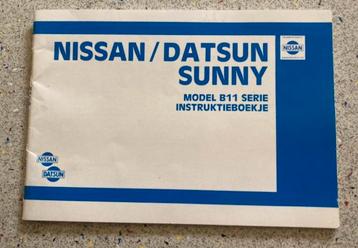 NISSAN/DATSUN
SUNNY
MODEL B11 SERIE
INSTRUKTIEBOEKJE
NISSAN
NISSAN
DATSUN